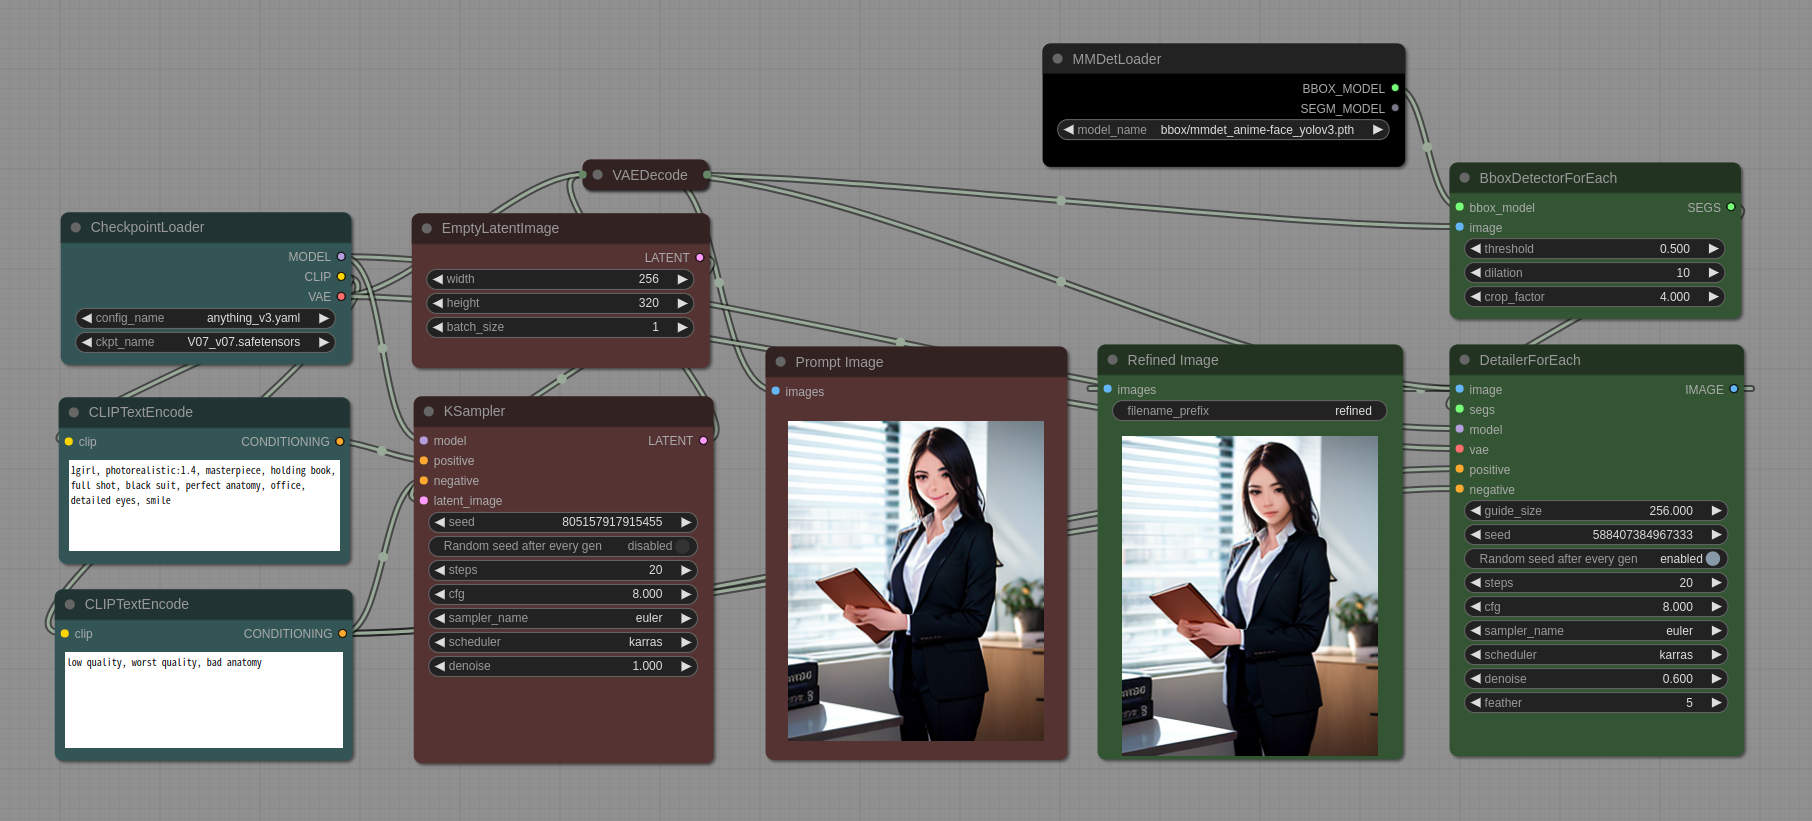 MMDetLoader
BBOX_MODEL
SEGM_MODEL
model_name bbox/mmdet_anime-face_yolov3.pth
VAEDecode
BboxDetectorForEach
bbox_model SEGS
image
threshold 0.500
dilation 10
crop_factor 4.000
CheckpointLoader
MODEL
CLIP
VAE
config_name anything_v3.yaml
ckpt_name V07_v07.safetensors
EmptyLatentImage
LATENT
width 256
height 320
batch_size 1
CLIPTextEncode
clip CONDITIONING
1girl, photorealistic:1.4, masterpiece, holding book,
full shot, black suit, perfect anatomy, office,
detailed eyes, smile
CLIPTextEncode
clip CONDITIONING
low quality, worst quality, bad anatomy
KSampler
model LATENT
positive
negative
latent_image
seed 805157917915455
Random seed after every gen disabled
steps 20
cfg 8.000
sampler_name euler
scheduler karras
denoise 1.000
Prompt Image
images
Refined Image
images
filename_prefix refined
DetailerForEach
image IMAGE
segs
model
vae
positive
negative
guide_size 256.000
seed 588407384967333
Random seed after every gen enabled
steps 20
cfg 8.000
sampler_name euler
scheduler karras
denoise 0.600
feather 5